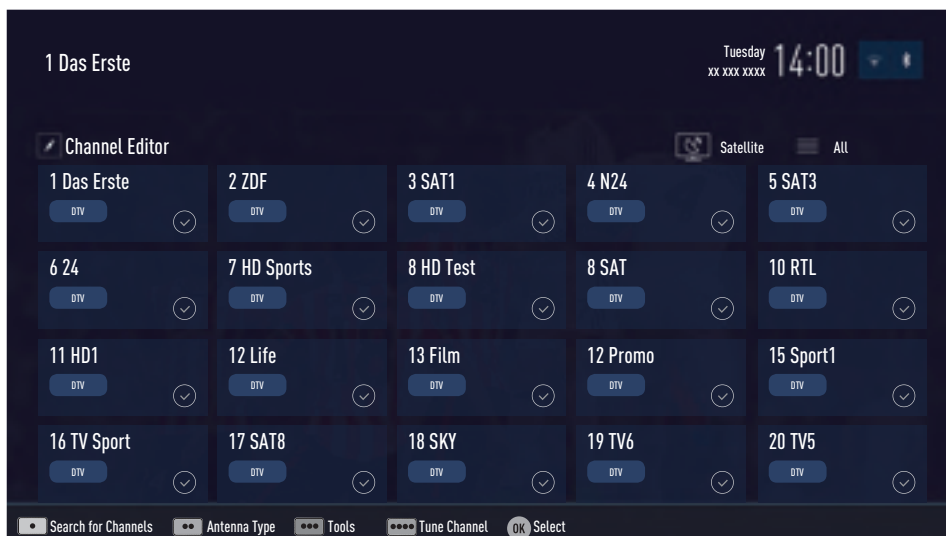 1 Das Erste
Tuesday
xx xxx xxxx
14:00
Channel Editor
Satellite
All
1 Das Erste
DTV
2 ZDF
DTV
3 SAT1
DTV
4 N24
DTV
5 SAT3
DTV
6 24
DTV
7 HD Sports
DTV
8 HD Test
DTV
8 SAT
DTV
10 RTL
DTV
11 HD1
DTV
12 Life
DTV
13 Film
DTV
12 Promo
DTV
15 Sport1
DTV
16 TV Sport
DTV
17 SAT8
DTV
18 SKY
DTV
19 TV6
DTV
20 TV5
DTV
Search for Channels
Antenna Type
Tools
Tune Channel
OK Select